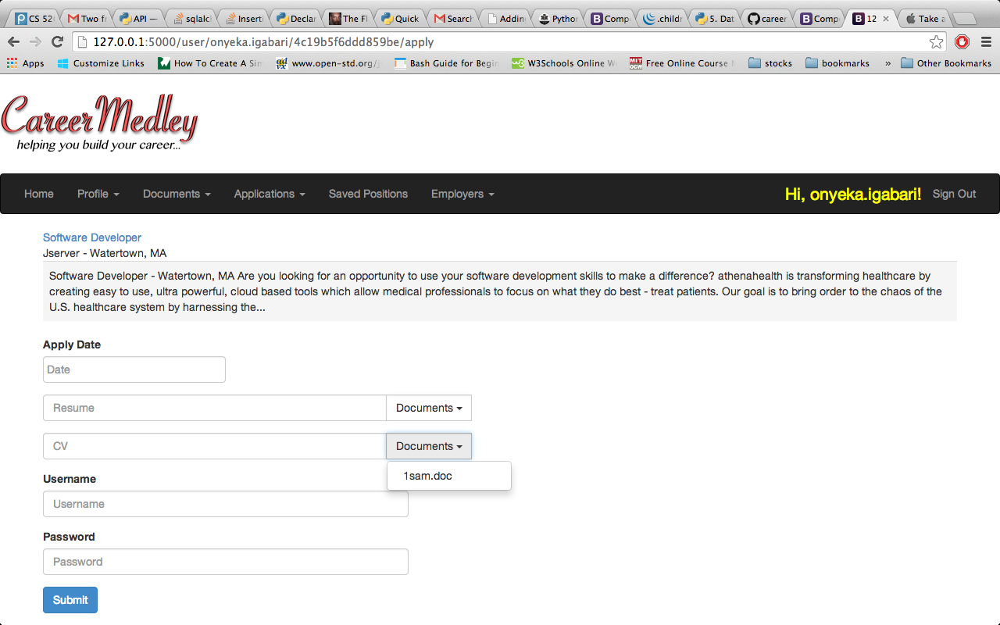 CS 52
Two fr
API —
sqlalc
Inserti
Declar
The Fl
Quick
Search
Addin
Python
Comp
.childr
5. Dat
career
Comp
12
Take a
127.0.0.1:5000/user/onyeka.igabari/4c19b5f6ddd859be/apply
Apps
Customize Links
How To Create A Sin
www.open-std.org/j
Bash Guide for Begin
W3Schools Online W
MIT OCW Free Online Course M
stocks
bookmarks
»
Other Bookmarks
CareerMedley
helping you build your career...
Home Profile Documents Applications Saved Positions Employers Hi, onyeka.igabari! Sign Out
Software Developer
Jserver - Watertown, MA
Software Developer - Watertown, MA Are you looking for an opportunity to use your software development skills to make a difference? athenahealth is transforming healthcare by
creating easy to use, ultra powerful, cloud based tools which allow medical professionals to focus on what they do best - treat patients. Our goal is to bring order to the chaos of the
U.S. healthcare system by harnessing the...
Apply Date
Date
Resume Documents
CV Documents
1sam.doc
Username
Username
Password
Password
Submit